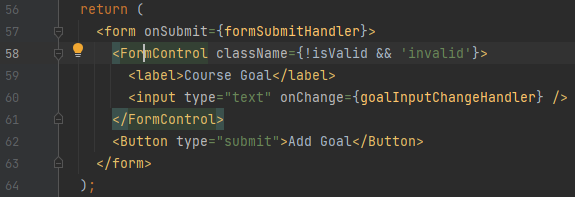 56 return (
57 <form onSubmit={formSubmitHandler}>
58 <FormControl className={!isValid && 'invalid'}>
59 <label>Course Goal</label>
60 <input type="text" onChange={goalInputChangeHandler} />
61 </FormControl>
62 <Button type="submit">Add Goal</Button>
63 </form>
64 );